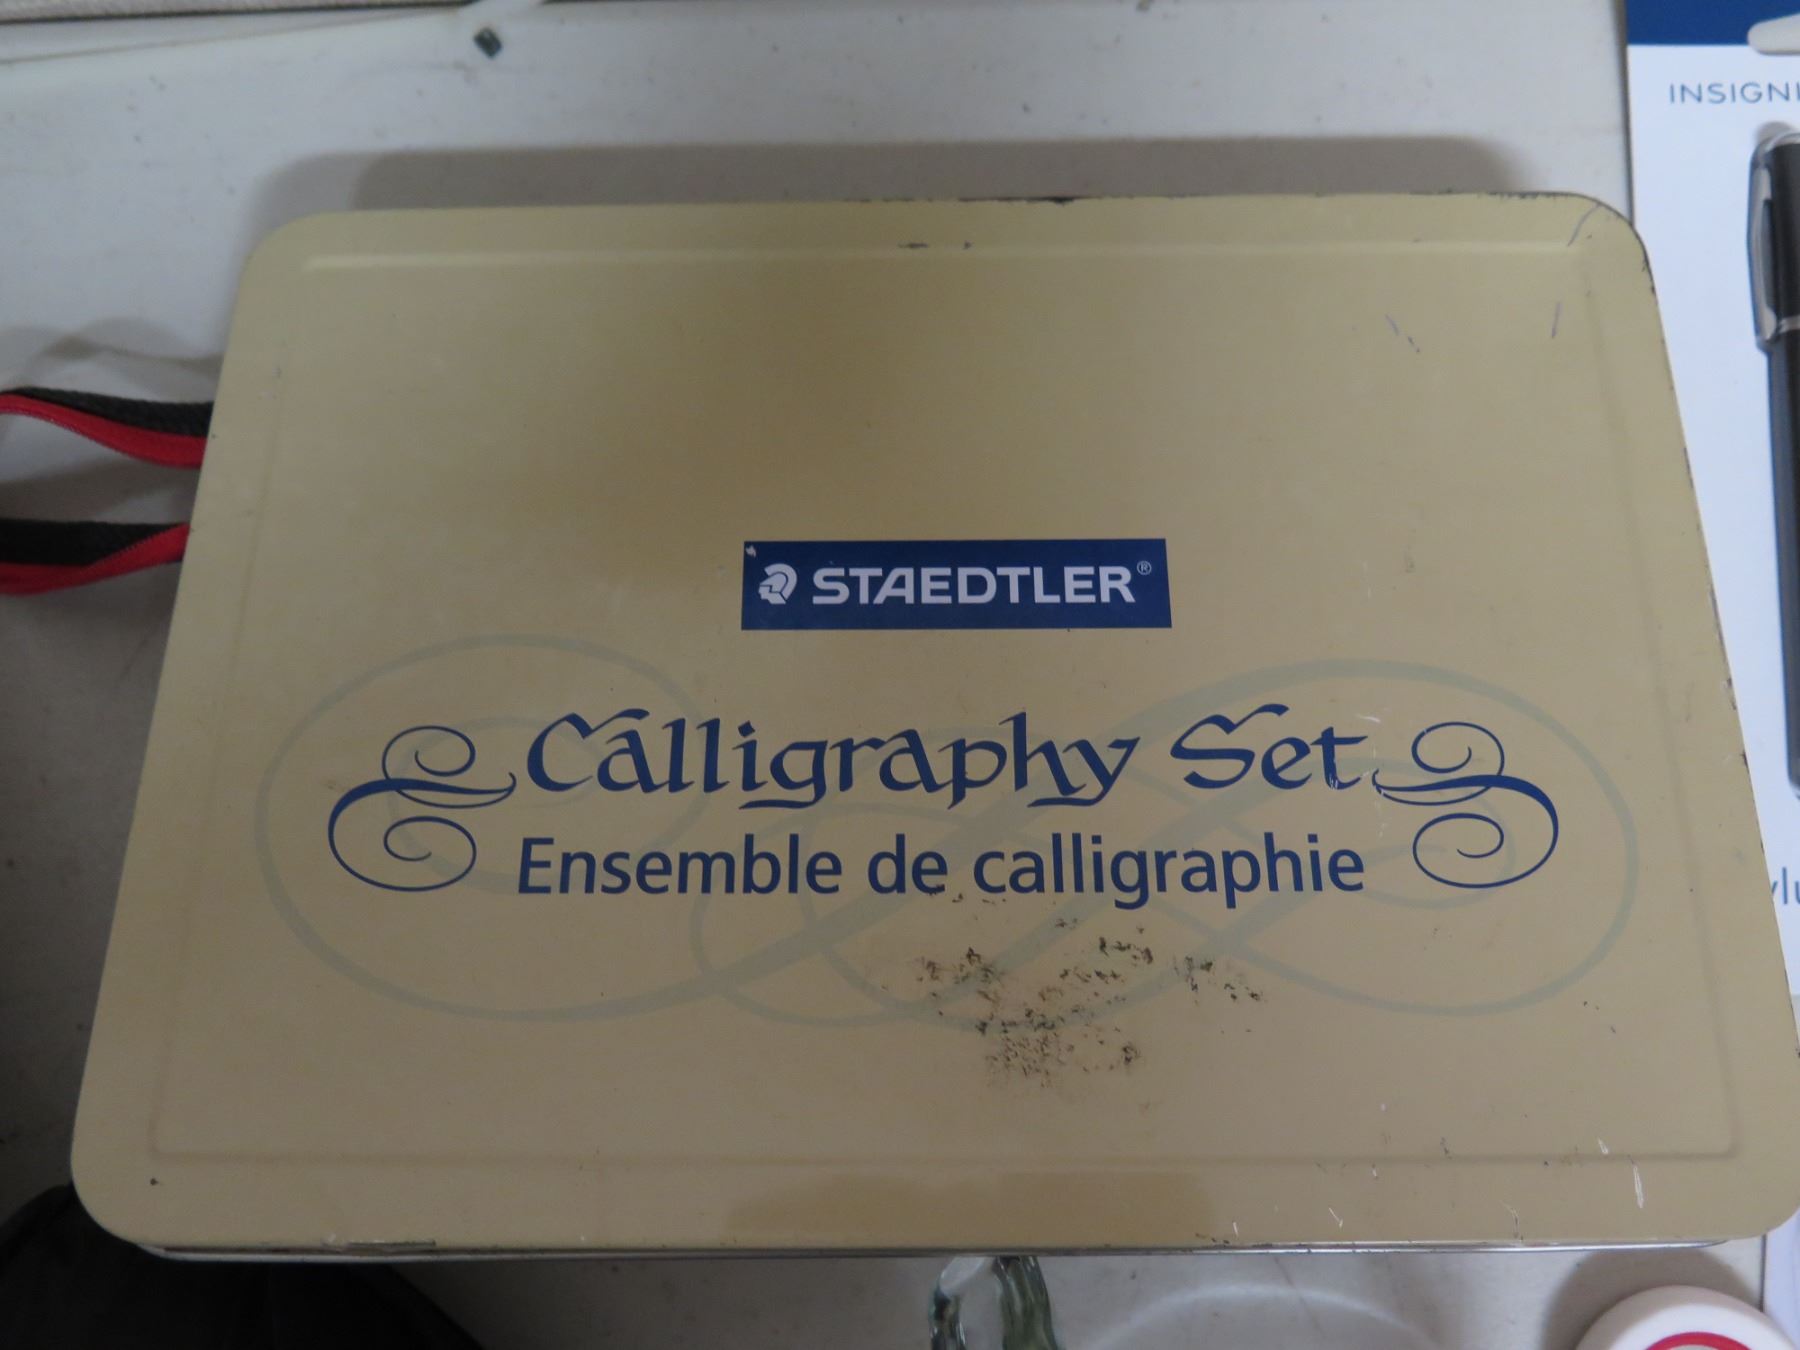 INSIGNI
STAEDTLER®
Calligraphy Set
Ensemble de calligraphie